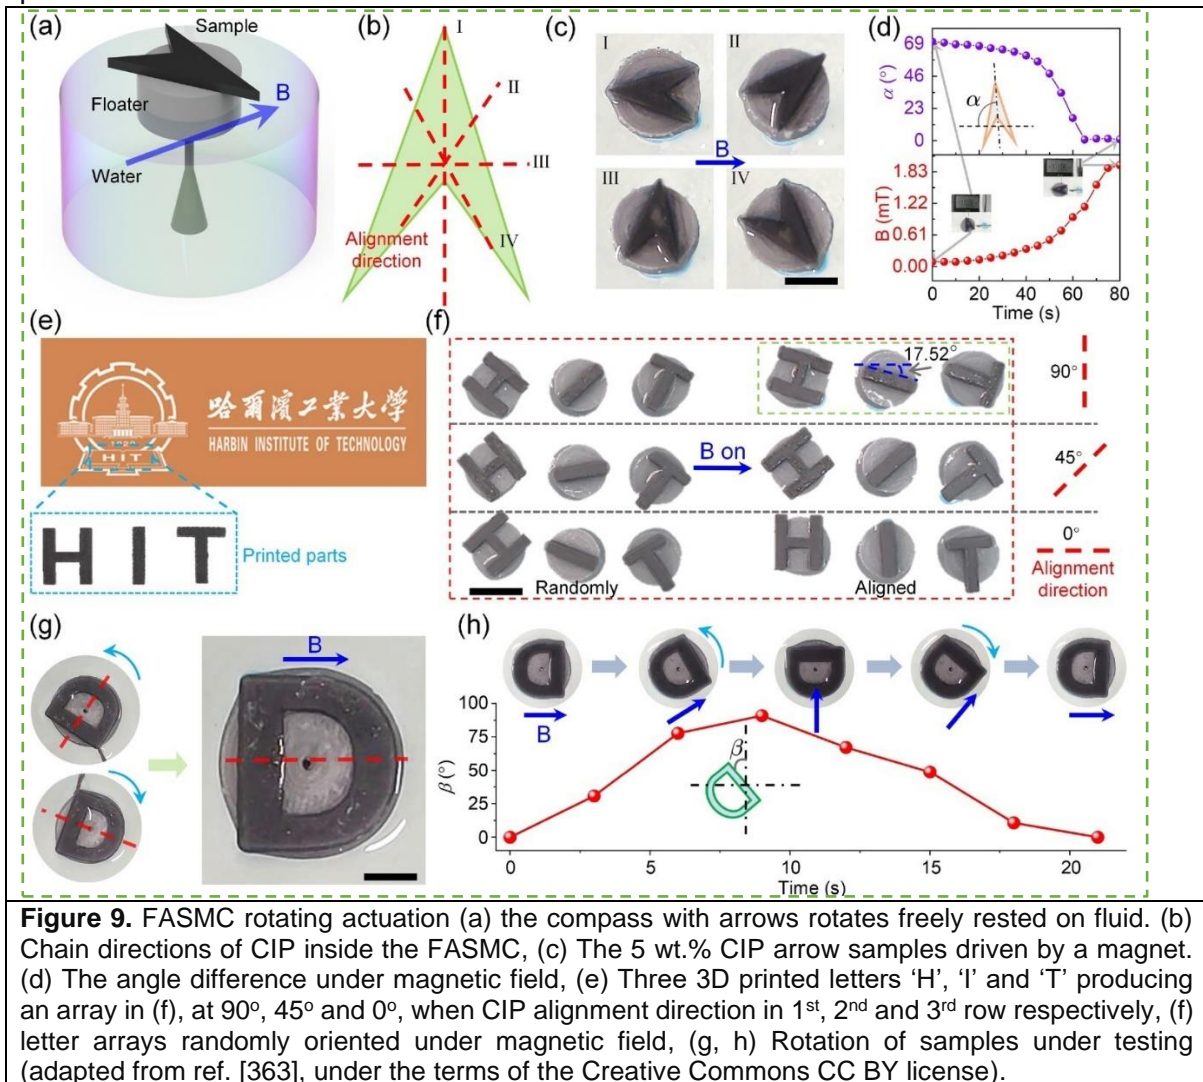 (a)
Sample
Floater
B
Water
(b)
I
II
III
IV
Alignment
direction
(c)
I
II
B
III
IV
(d)
α (°)
69
46
23
0
α
B (mT)
1.83
1.22
0.61
0.00
0 20 40 60 80
Time (s)
(e)
哈爾濱工業大學
HARBIN INSTITUTE OF TECHNOLOGY
HIT
H I T
Printed parts
(f)
17.52°
90°
B on
45°
0°
Randomly
Aligned
Alignment
direction
(g)
B
(h)
B
β (°)
100
75
50
25
0
β
0 5 10 15 20
Time (s)
Figure 9. FASMC rotating actuation (a) the compass with arrows rotates freely rested on fluid. (b)
Chain directions of CIP inside the FASMC, (c) The 5 wt.% CIP arrow samples driven by a magnet.
(d) The angle difference under magnetic field, (e) Three 3D printed letters ‘H’, ‘I’ and ‘T’ producing
an array in (f), at 90º, 45º and 0º, when CIP alignment direction in 1st, 2nd and 3rd row respectively, (f)
letter arrays randomly oriented under magnetic field, (g, h) Rotation of samples under testing
(adapted from ref. [363], under the terms of the Creative Commons CC BY license).